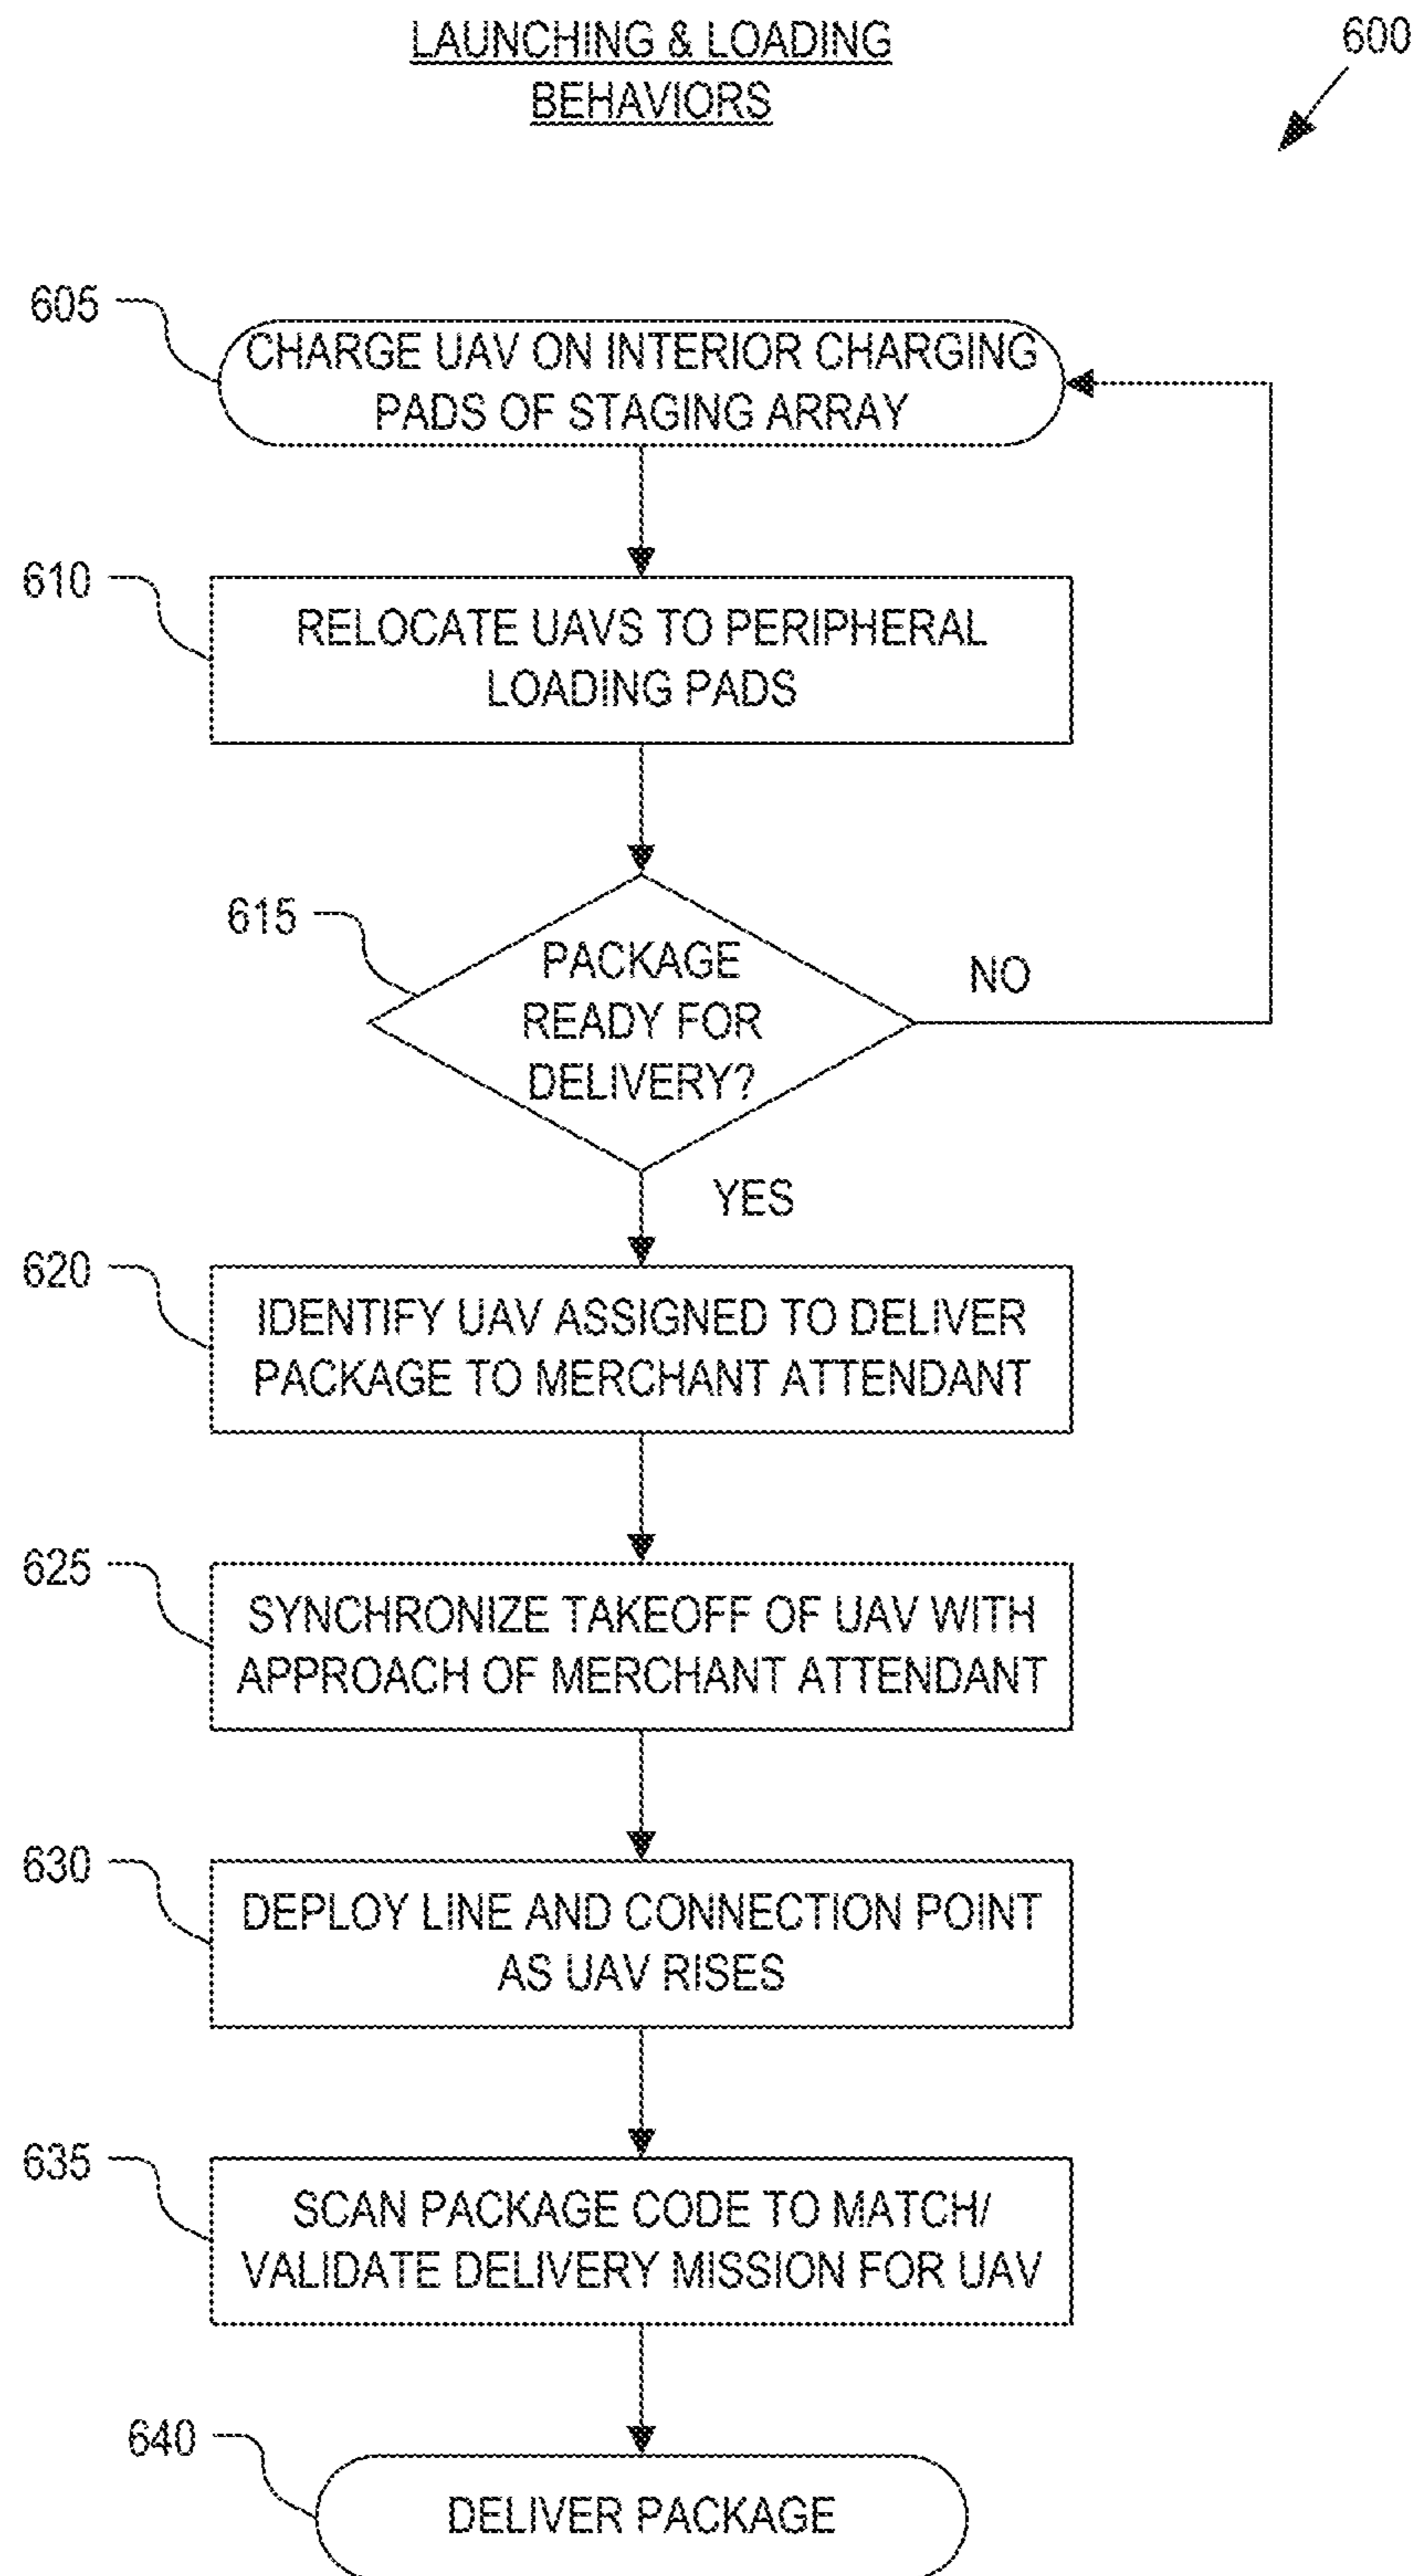 LAUNCHING & LOADING
BEHAVIORS
600
605
CHARGE UAV ON INTERIOR CHARGING
PADS OF STAGING ARRAY
610
RELOCATE UAVS TO PERIPHERAL
LOADING PADS
615
PACKAGE
READY FOR
DELIVERY?
NO
YES
620
IDENTIFY UAV ASSIGNED TO DELIVER
PACKAGE TO MERCHANT ATTENDANT
625
SYNCHRONIZE TAKEOFF OF UAV WITH
APPROACH OF MERCHANT ATTENDANT
630
DEPLOY LINE AND CONNECTION POINT
AS UAV RISES
635
SCAN PACKAGE CODE TO MATCH/
VALIDATE DELIVERY MISSION FOR UAV
640
DELIVER PACKAGE